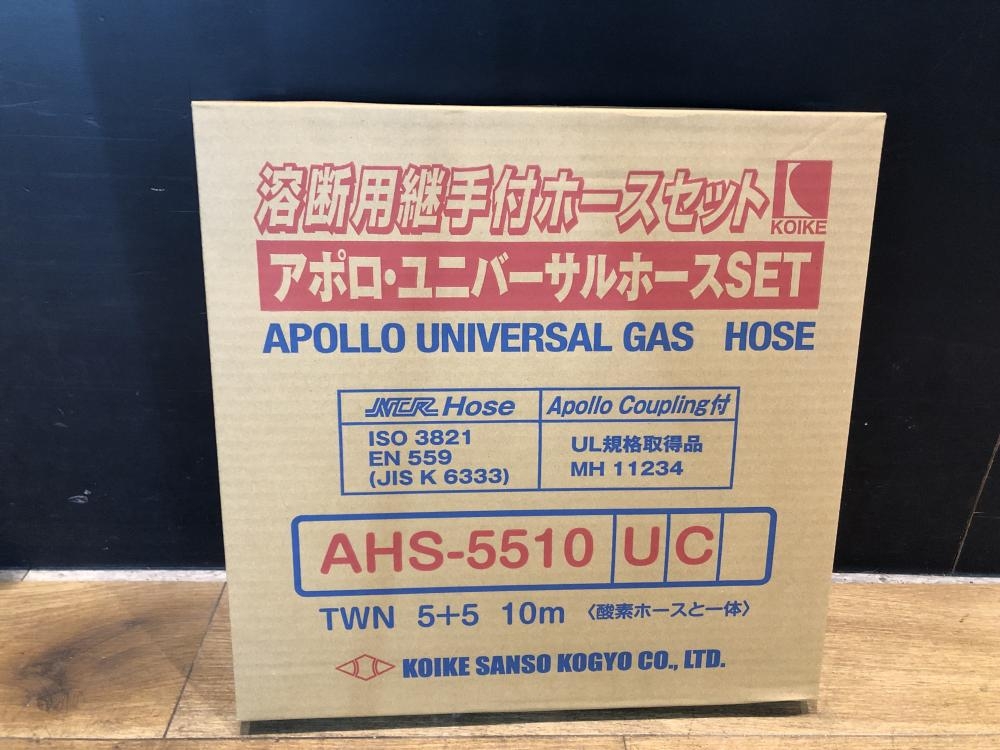 溶断用継手付ホースセット
KOIKE
アポロ・ユニバーサルホースSET
APOLLO UNIVERSAL GAS HOSE
NCR Hose
Apollo Coupling付
ISO 3821
EN 559
(JIS K 6333)
UL規格取得品
MH 11234
AHS-5510 U C
TWN 5+5 10m 〈酸素ホースと一体〉
KOIKE SANSO KOGYO CO., LTD.